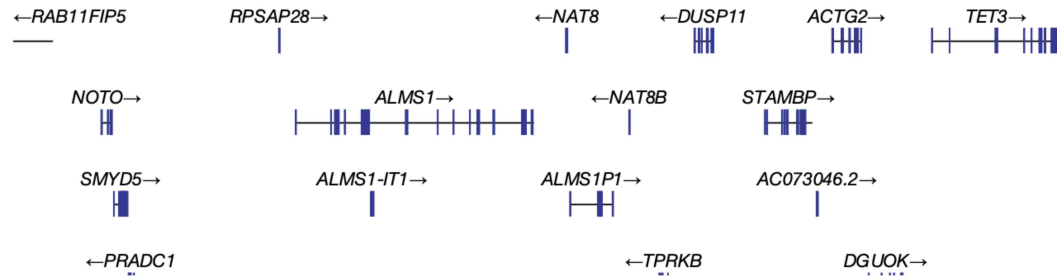 ←RAB11FIP5 RPSAP28→ ←NAT8 ←DUSP11 ACTG2→ TET3→
NOTO→ ALMS1→ ←NAT8B STAMBP→
SMYD5→ ALMS1-IT1→ ALMS1P1→ AC073046.2→
←PRADC1 ←TPRKB DGUOK→